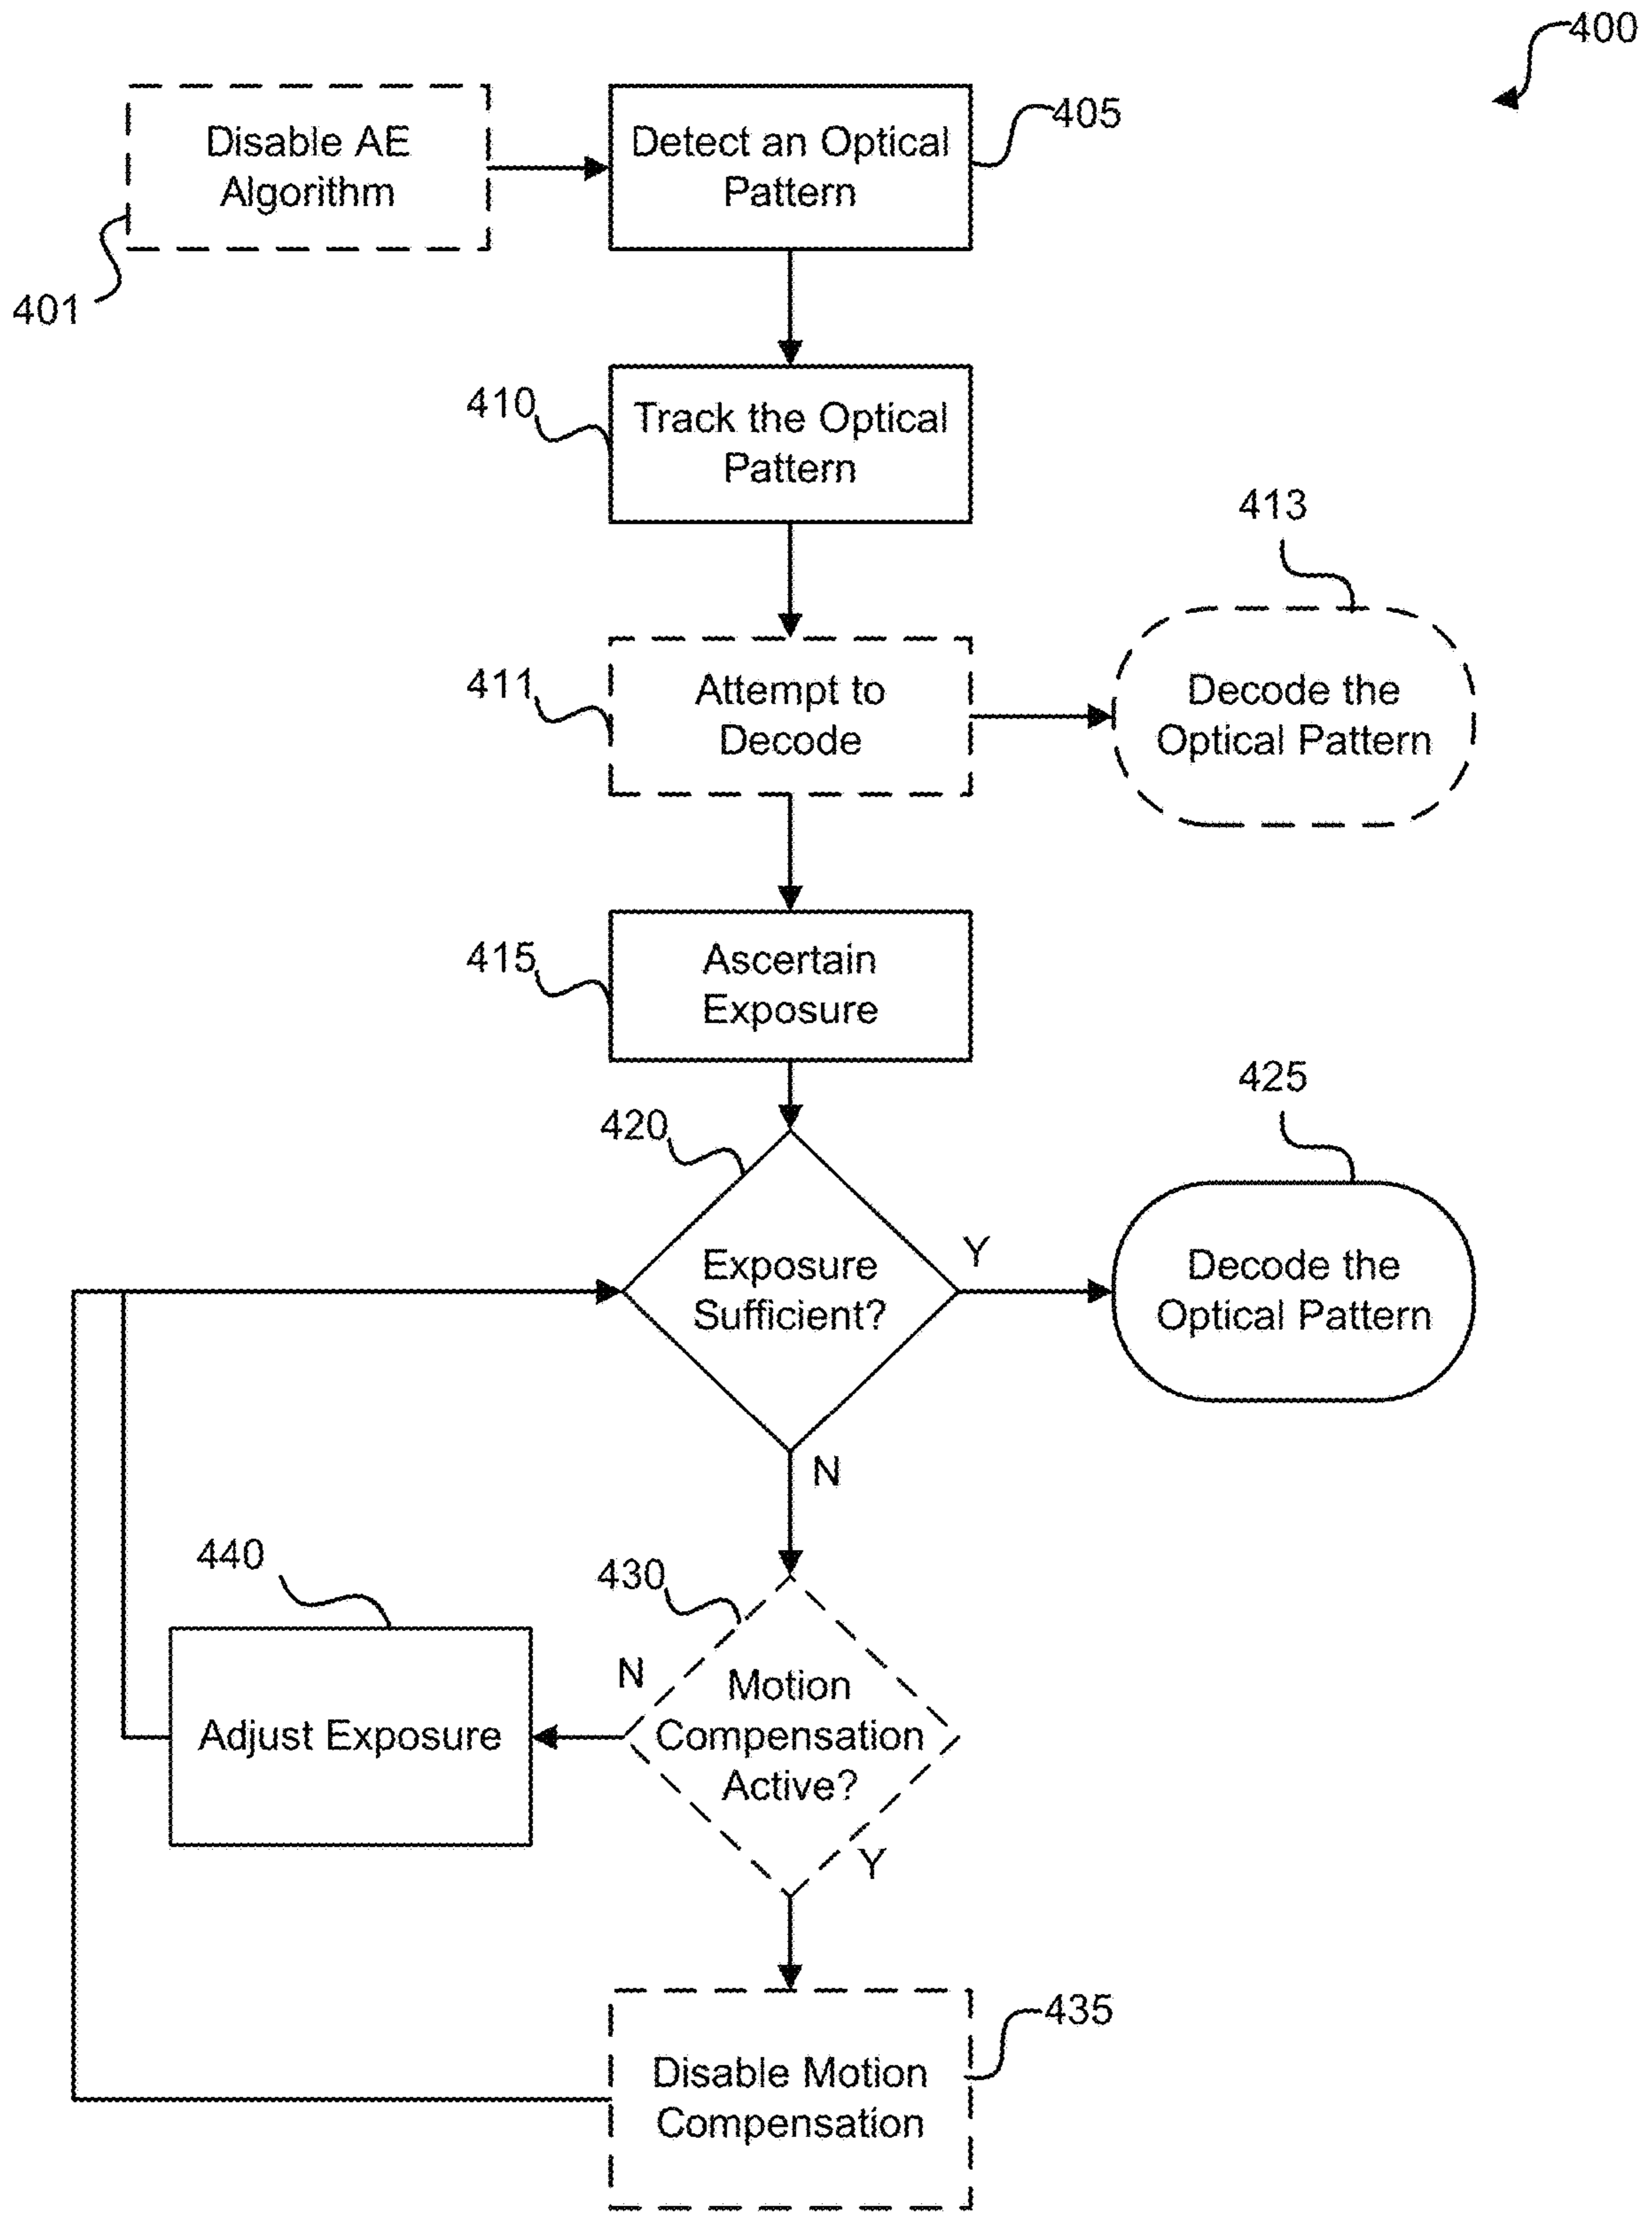 400
Disable AE
Algorithm
401
Detect an Optical
Pattern
405
410
Track the Optical
Pattern
411
Attempt to
Decode
413
Decode the
Optical Pattern
415
Ascertain
Exposure
420
Exposure
Sufficient?
Y
425
Decode the
Optical Pattern
N
430
Motion
Compensation
Active?
N
440
Adjust Exposure
Y
435
Disable Motion
Compensation